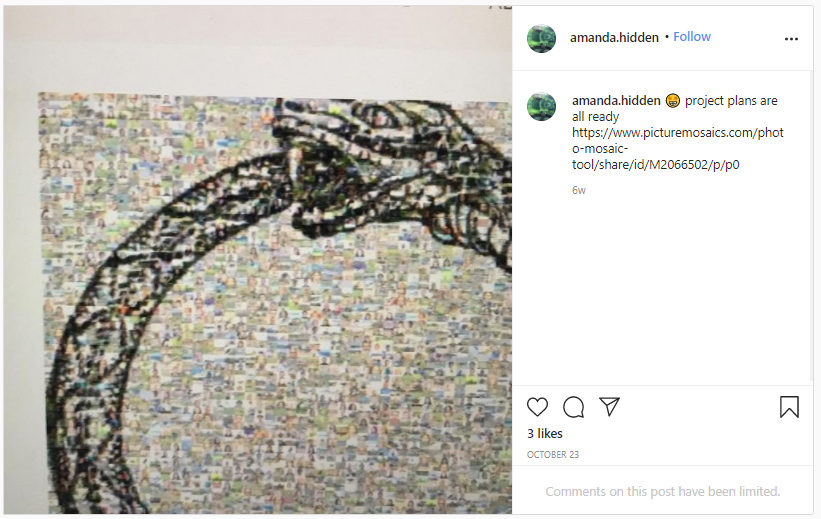 amanda.hidden • Follow
amanda.hidden 🤑 project plans are
all ready
https://www.picturemosaics.com/phot
o-mosaic-
tool/share/id/M2066502/p/p0
6w
3 likes
OCTOBER 23
Comments on this post have been limited.